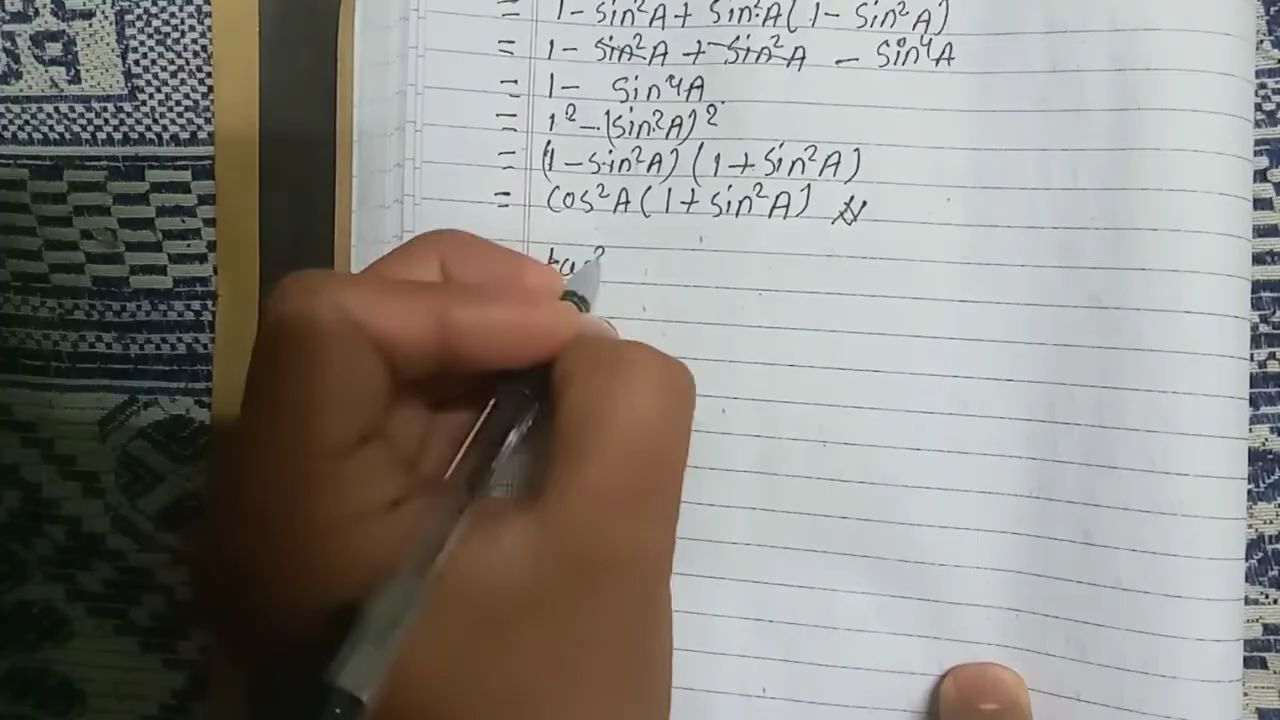 = 1 - sin²A + sin²A (1 - sin²A)
= 1 - sin²A + sin²A - sin⁴A
= 1 - sin⁴A
= 1² - (sin²A)²
= (1 - sin²A) (1 + sin²A)
= cos²A (1 + sin²A)